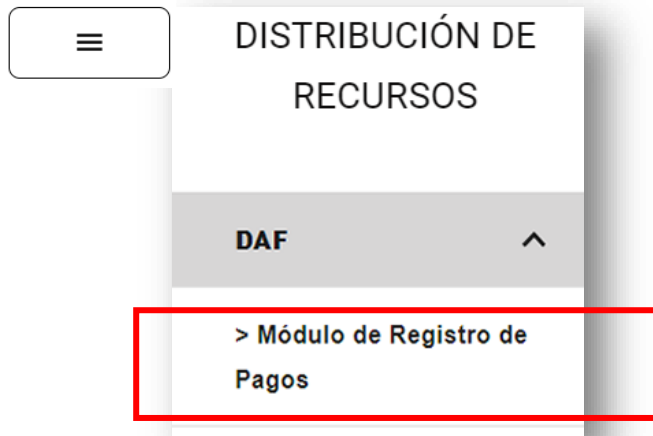 DISTRIBUCIÓN DE
RECURSOS
DAF
> Módulo de Registro de
Pagos